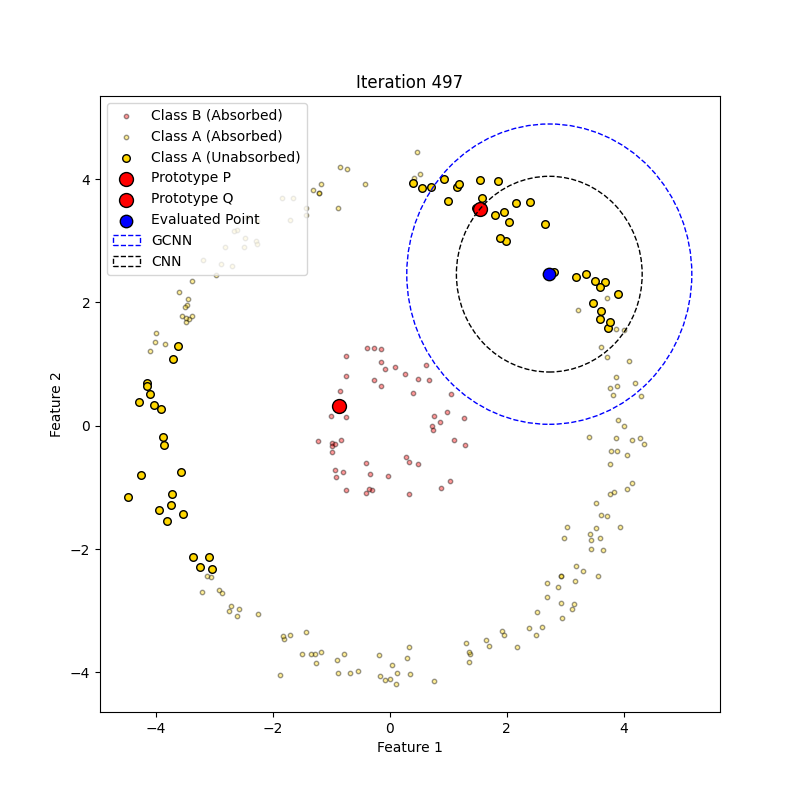 Iteration 497
Class B (Absorbed)
Class A (Absorbed)
Class A (Unabsorbed)
Prototype P
Prototype Q
Evaluated Point
GCNN
CNN
4
2
0
−2
−4
Feature 2
−4
−2
0
2
4
Feature 1